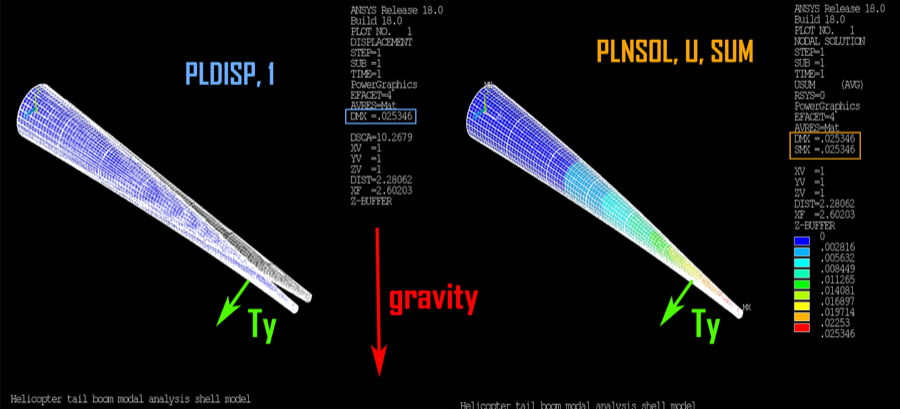 PLDISP, 1
ANSYS Release 18.0
Build 18.0
PLOT NO.   1
DISPLACEMENT
STEP=1
SUB =1
TIME=1
PowerGraphics
EFACET=4
AVRES=Mat
DMX =.025346
DSCA=10.2679
XV  =1
YV  =1
ZV  =1
DIST=2.28062
XF  =2.60203
Z-BUFFER
gravity
Ty
Helicopter tail boom modal analysis shell model
PLNSOL, U, SUM
ANSYS Release 18.0
Build 18.0
PLOT NO.   1
NODAL SOLUTION
STEP=1
SUB =1
TIME=1
USUM    (AVG)
RSYS=0
PowerGraphics
EFACET=4
AVRES=Mat
DMX =.025346
SMX =.025346
XV  =1
YV  =1
ZV  =1
DIST=2.28062
XF  =2.60203
Z-BUFFER
0
.002816
.005632
.008449
.011265
.014081
.016897
.019714
.02253
.025346
MN
MX
Ty
Helicopter tail boom modal analysis shell model